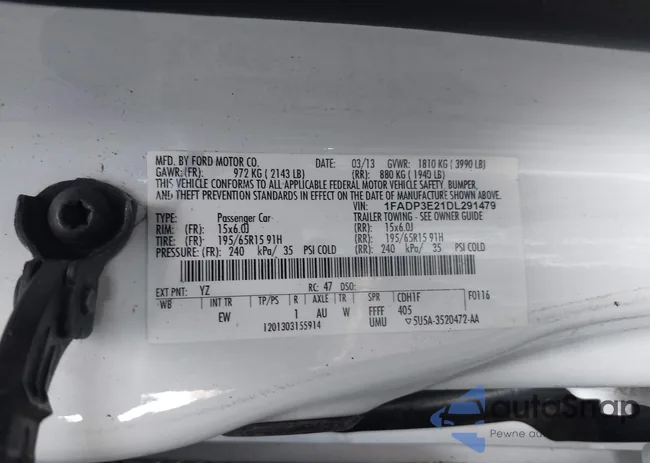 MFD. BY FORD MOTOR CO. DATE: 03/13 GVWR: 1810 KG ( 3990 LB)
GAWR: (FR): 972 KG ( 2143 LB) (RR): 880 KG ( 1940 LB)
THIS VEHICLE CONFORMS TO ALL APPLICABLE FEDERAL MOTOR VEHICLE SAFETY, BUMPER,
AND THEFT PREVENTION STANDARDS IN EFFECT ON THE DATE OF MANUFACTURE SHOWN ABOVE.
VIN: 1FADP3E21DL291479
TYPE: Passenger Car TRAILER TOWING - SEE OWNER GUIDE
RIM: (FR): 15x6.0J (RR): 15x6.0J
TIRE: (FR): 195/65R15 91H (RR): 195/65R15 91H
PRESSURE: (FR): 240 kPa/ 35 PSI COLD (RR): 240 kPa/ 35 PSI COLD
EXT PNT: YZ RC: 47 DSO: F0116
WB INT TR TP/PS R AXLE TR SPR CDH1F
EW 1 AU W FFFF 405
1201303155914 UMU ▽5U5A-3520472-AA
autoSnap
Pewne